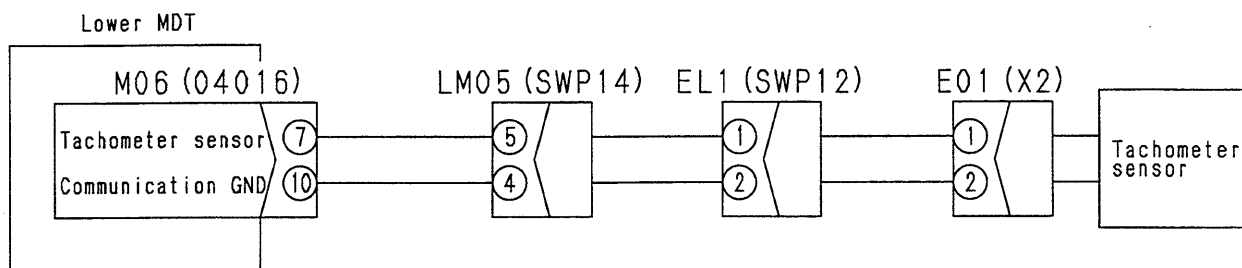 Lower MDT
M06 (04016) LM05 (SWP14) EL1 (SWP12) E01 (X2)
Tachometer sensor 7 5 1 1
Communication GND 10 4 2 2
Tachometer
sensor